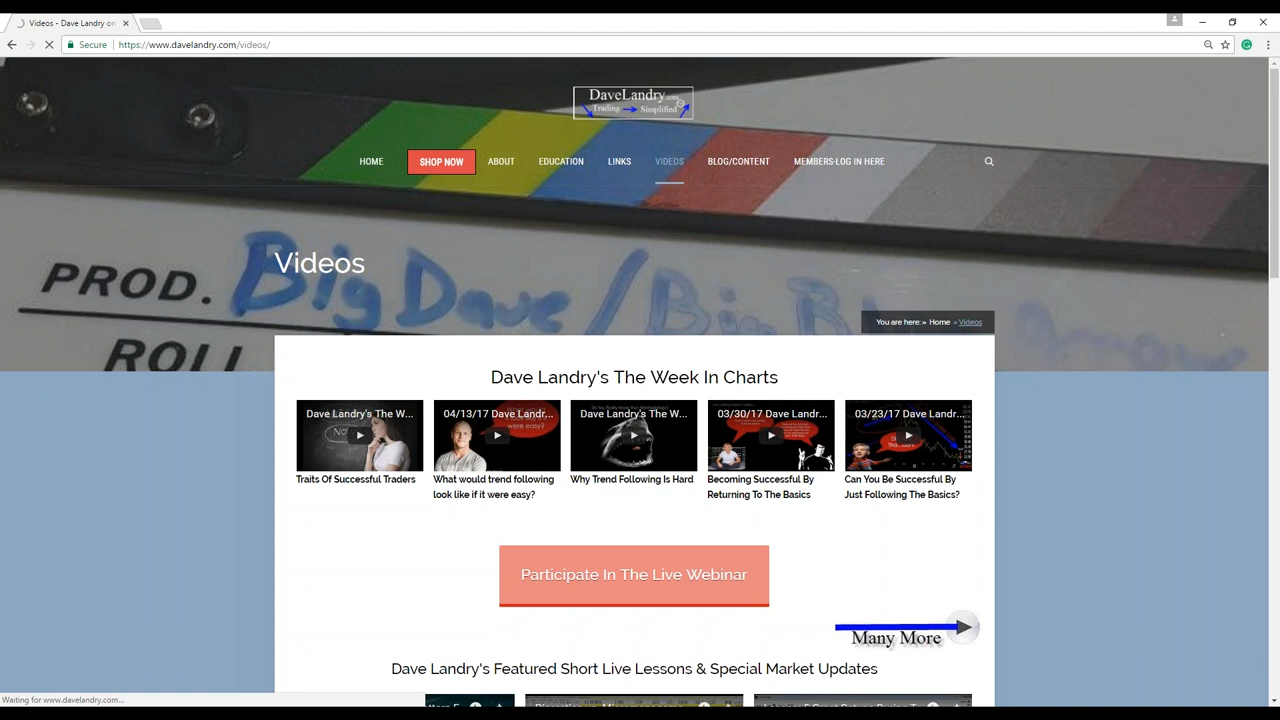 Videos - Dave Landry on
Secure https://www.davelandry.com/videos/
DaveLandry.com
Trading Simplified
HOME SHOP NOW ABOUT EDUCATION LINKS VIDEOS BLOG/CONTENT MEMBERS-LOG IN HERE
Videos
PROD. Big Dave/Big B Arrow
ROLL
You are here: » Home » Videos
Dave Landry's The Week In Charts
Dave Landry's The W... 04/13/17 Dave Landr... Dave Landry's The W... 03/30/17 Dave Landr... 03/23/17 Dave Landr...
Traits Of Successful Traders What would trend following Why Trend Following Is Hard Becoming Successful By Can You Be Successful By
look like if it were easy? Returning To The Basics Just Following The Basics?
Participate In The Live Webinar
Many More
Dave Landry's Featured Short Live Lessons & Special Market Updates
Waiting for www.davelandry.com...